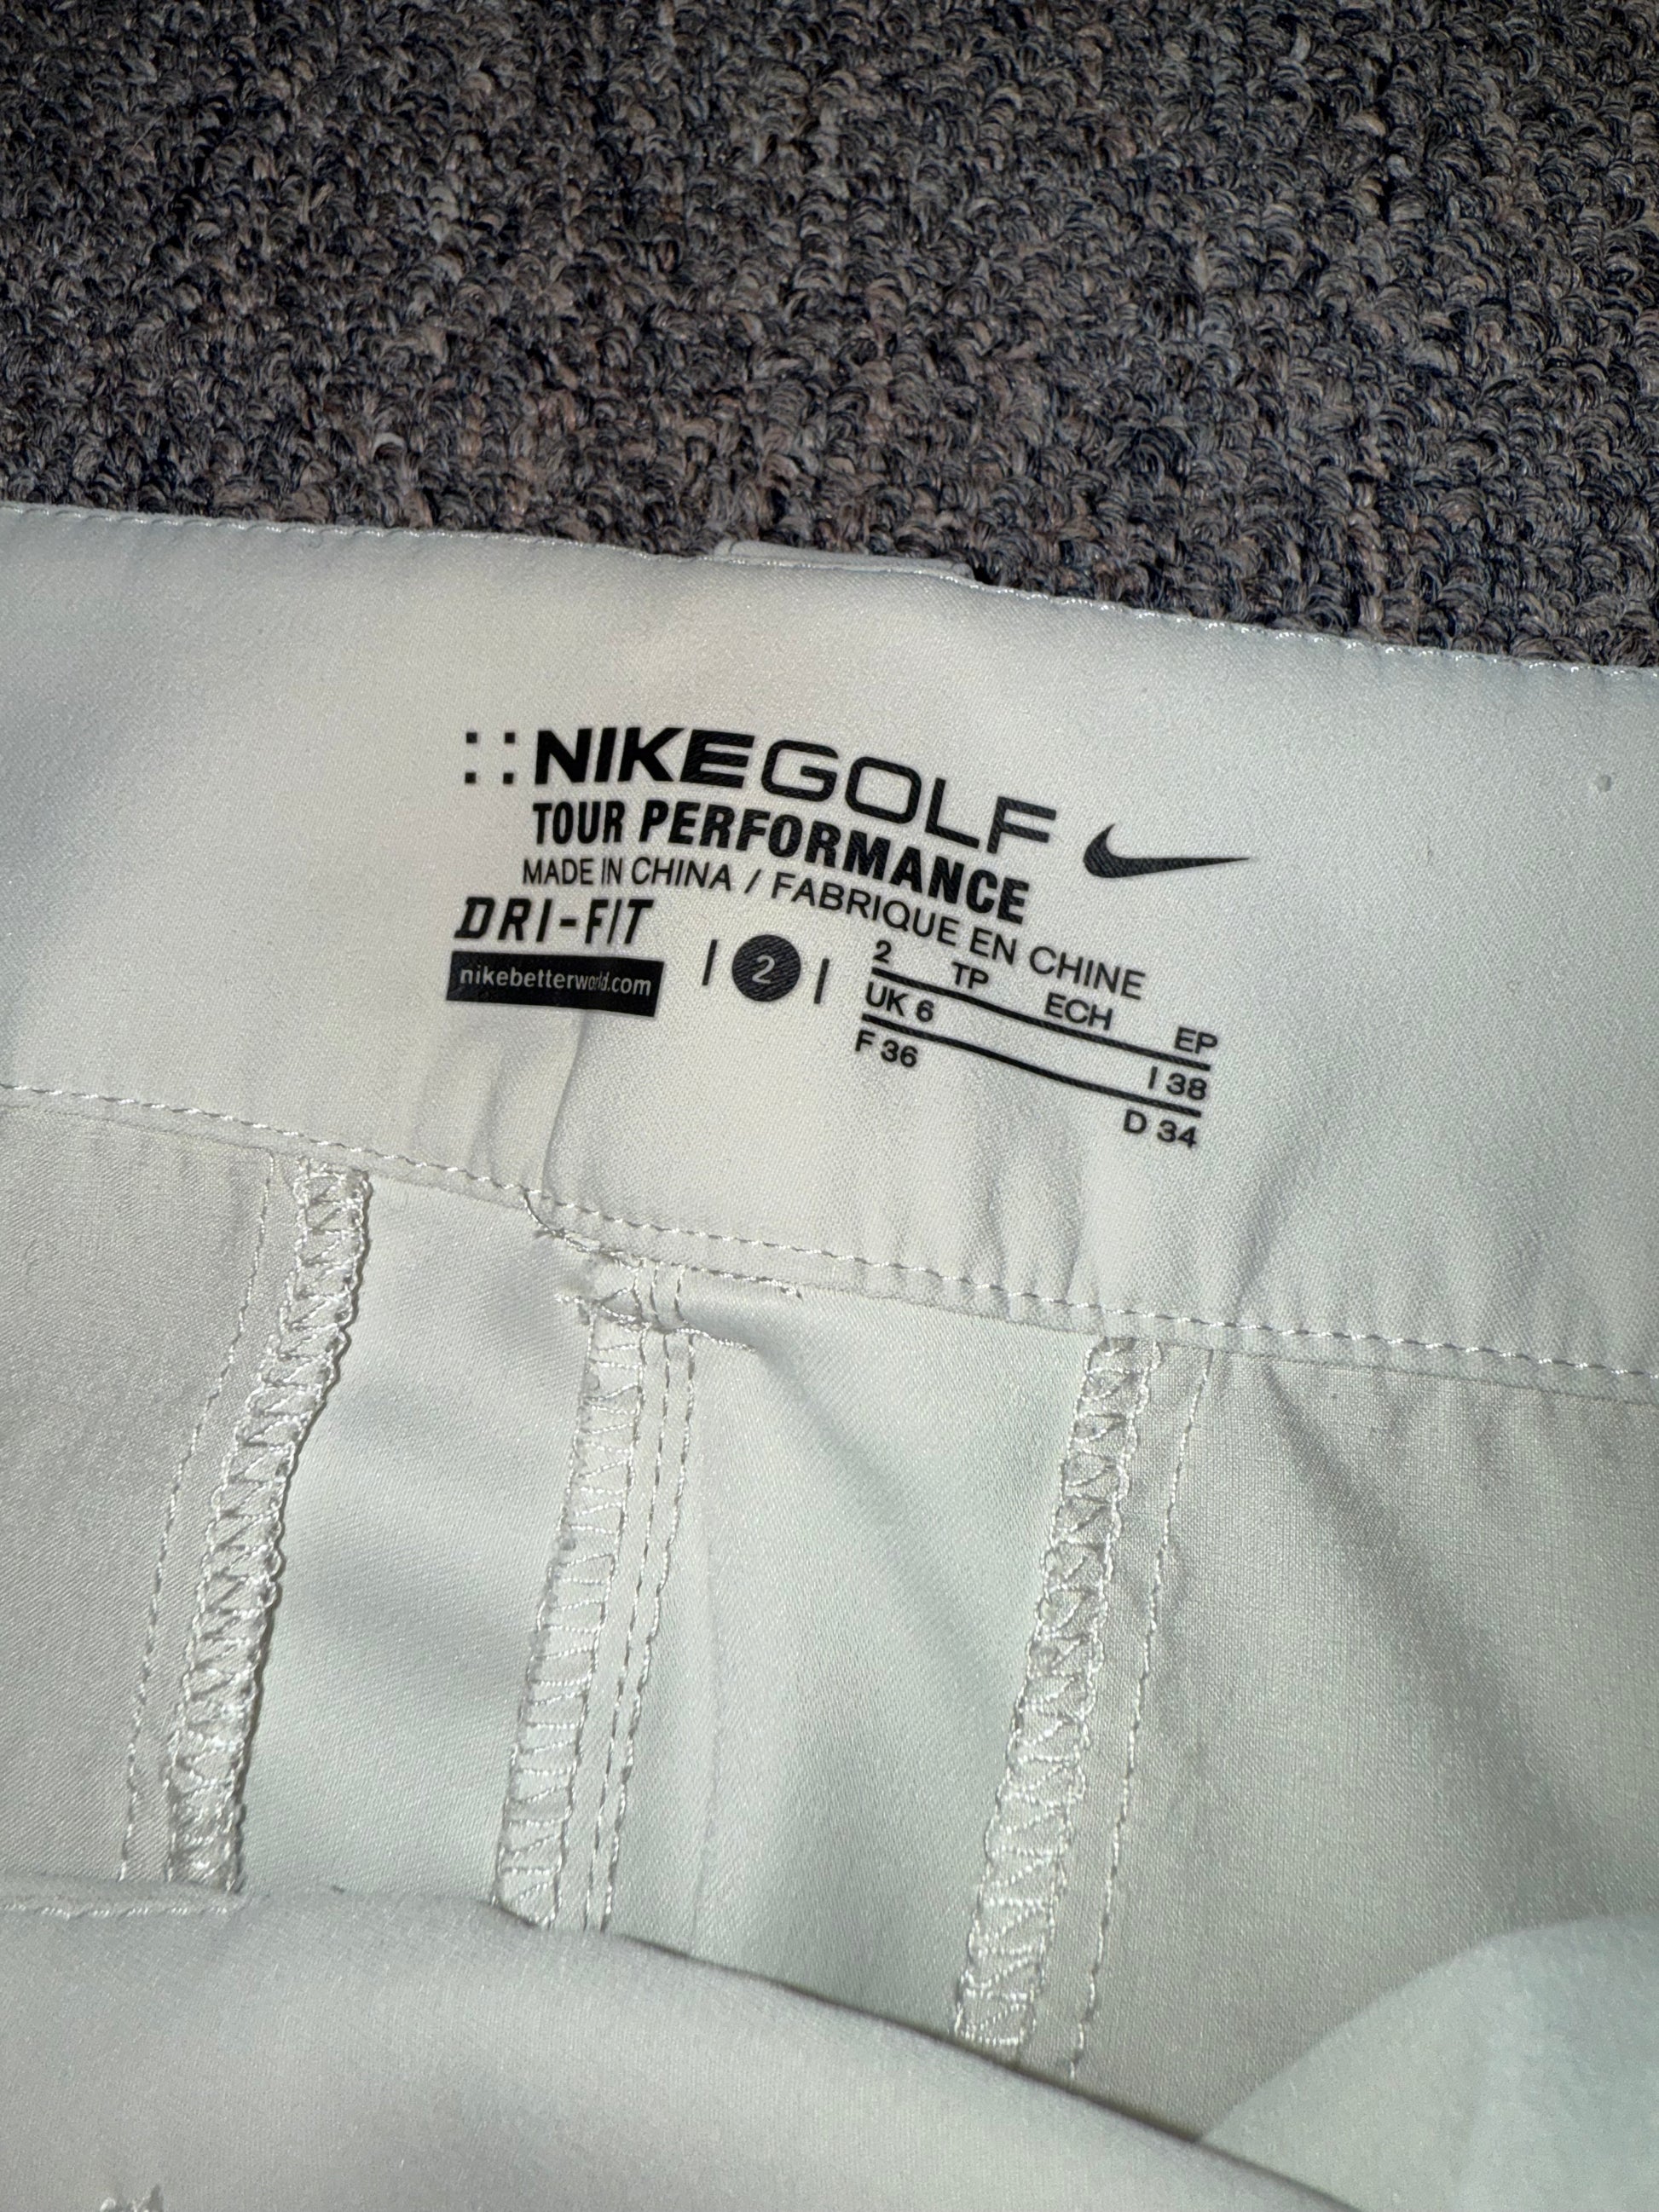 NIKEGOLF
TOUR PERFORMANCE
MADE IN CHINA / FABRIQUE EN CHINE
DRI-FIT
nikebetterworld.com
| 2 |
2 TP ECH EP
UK 6 I 38
F 36 D 34